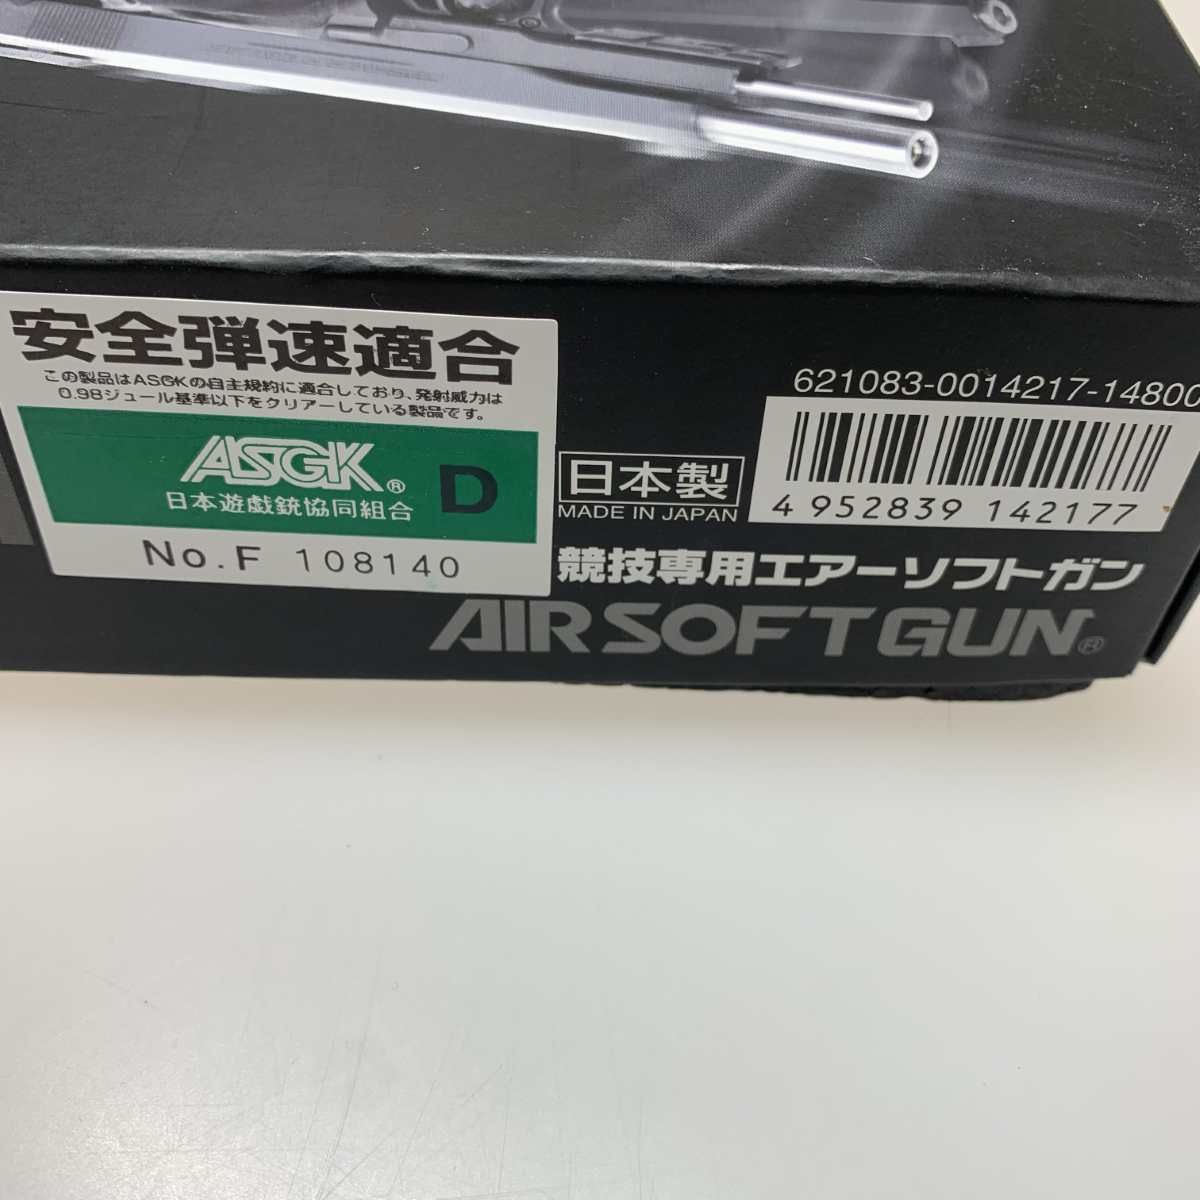 安全弾速適合
この製品はASGKの自主規約に適合しており、発射威力は
0.98ジュール基準以下をクリアーしている製品です。
ASGK® D
日本遊戯銃協同組合
No.F 108140
日本製
MADE IN JAPAN
621083-0014217-14800
4 952839 142177
競技専用エアーソフトガン
AIRSOFTGUN®